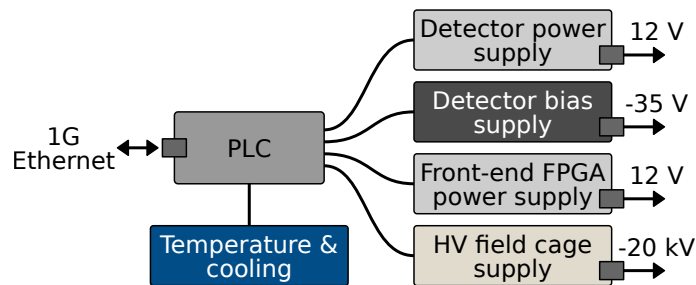 Detector power
supply
12 V
Detector bias
supply
-35 V
1G
Ethernet
PLC
Front-end FPGA
power supply
12 V
Temperature &
cooling
HV field cage
supply
-20 kV